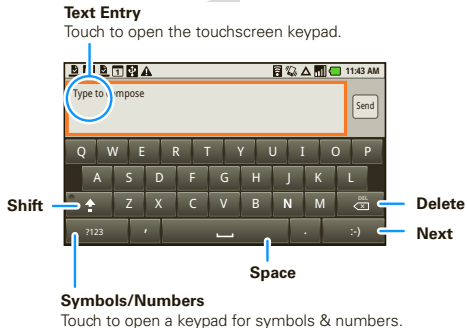 Text Entry
Touch to open the touchscreen keypad.
11:43 AM
Type to compose
Send
Q W E R T Y U I O P
A S D F G H J K L
Shift
Z X C V B N M
DEL
Delete
?123 , . :-)
Next
Space
Symbols/Numbers
Touch to open a keypad for symbols & numbers.